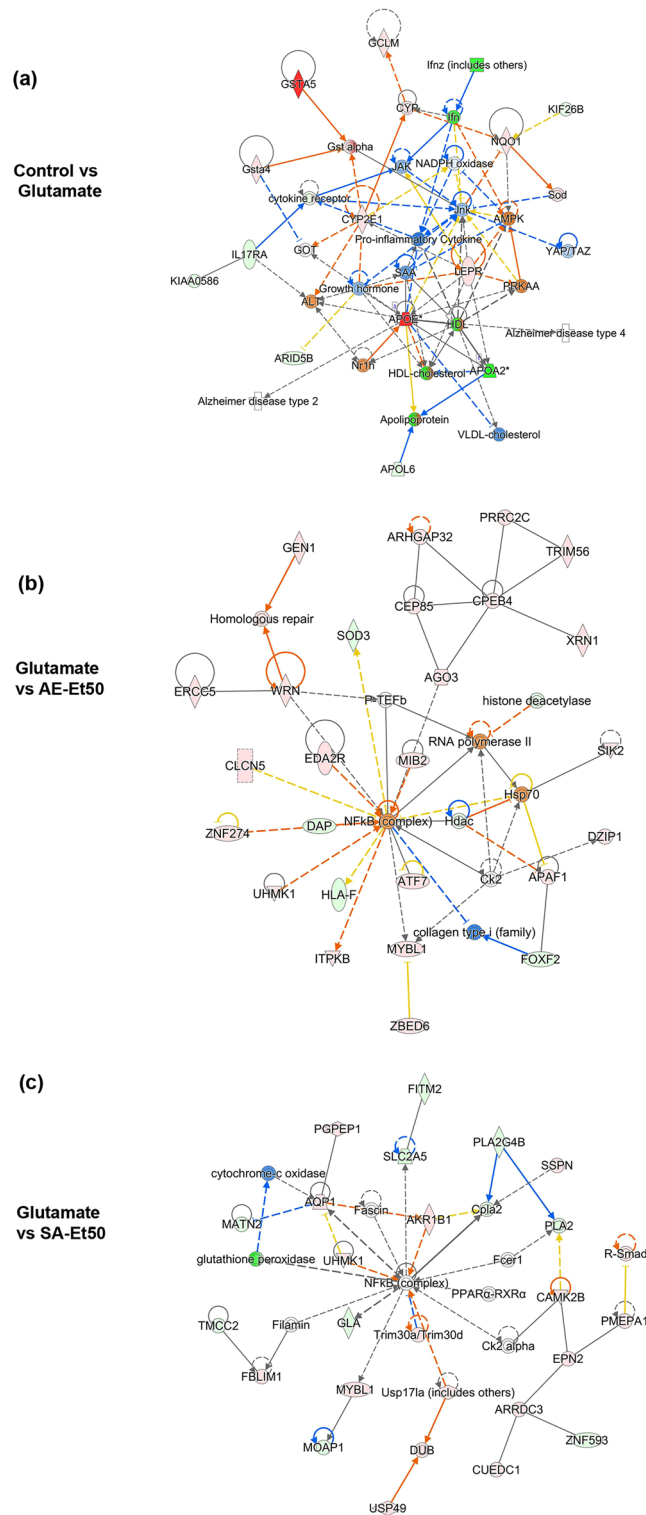 (a)
Control vs
Glutamate
GCLM
Ifnz (includes others)
GSTA5
CYP
Ifn
KIF26B
NQO1
Gst alpha
NADPH oxidase
Gsta4
JAK
Sod
cytokine receptor
Jnk
CYP2E1
AMPK
Pro-inflammatory Cytokine
GOT
YAP/TAZ
IL17RA
SAA
LEPR
KIAA0586
Growth hormone
PRKAA
ALT
APOE
HDL
Alzheimer disease type 4
ARID5B
Nr1h
HDL-cholesterol
APOA2*
Alzheimer disease type 2
Apolipoprotein
VLDL-cholesterol
APOL6
(b)
Glutamate
vs AE-Et50
PRRC2C
ARHGAP32
GEN1
TRIM56
CEP85
CPEB4
Homologous repair
SOD3
XRN1
AGO3
ERCC5
WRN
P-TEFb
histone deacetylase
RNA polymerase II
EDA2R
MIB2
SIK2
CLCN5
Hsp70
ZNF274
DAP
NFkB (complex)
Hdac
DZIP1
UHMK1
HLA-F
ATF7
Ck2
APAF1
collagen type i (family)
ITPKB
MYBL1
FOXF2
ZBED6
(c)
Glutamate
vs SA-Et50
FITM2
PGPEP1
PLA2G4B
SLC2A5
SSPN
cytochrome-c oxidase
AQP1
Fascin
Cpla2
AKR1B1
PLA2
MATN2
glutathione peroxidase
UHMK1
Fcer1
R-Smad
NFkB (complex)
PPARα-RXRα
CAMK2B
PMEPA1
TMCC2
Filamin
GLA
Trim30a/Trim30d
Ck2 alpha
EPN2
FBLIM1
MYBL1
Usp17la (includes others)
ARRDC3
MOAP1
DUB
ZNF593
CUEDC1
USP49